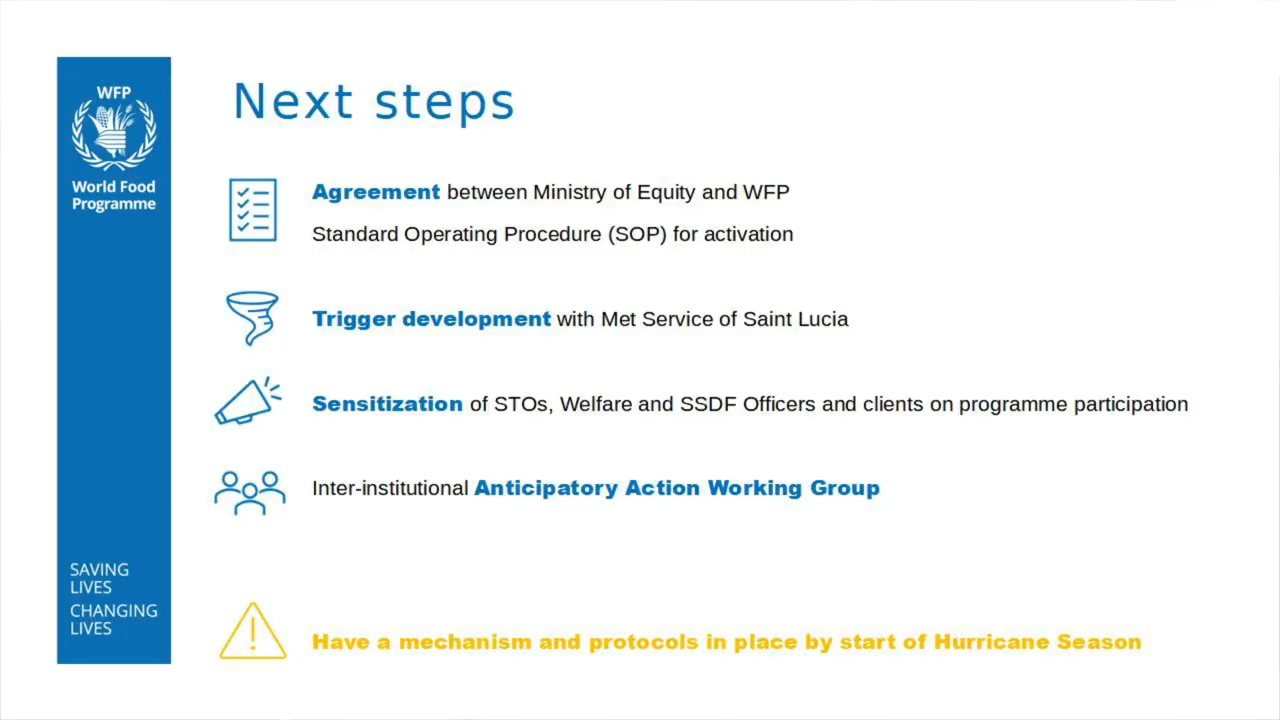 WFP
World Food
Programme
Next steps
Agreement between Ministry of Equity and WFP
Standard Operating Procedure (SOP) for activation
Trigger development with Met Service of Saint Lucia
Sensitization of STOs, Welfare and SSDF Officers and clients on programme participation
Inter-institutional Anticipatory Action Working Group
SAVING
LIVES
CHANGING
LIVES
Have a mechanism and protocols in place by start of Hurricane Season